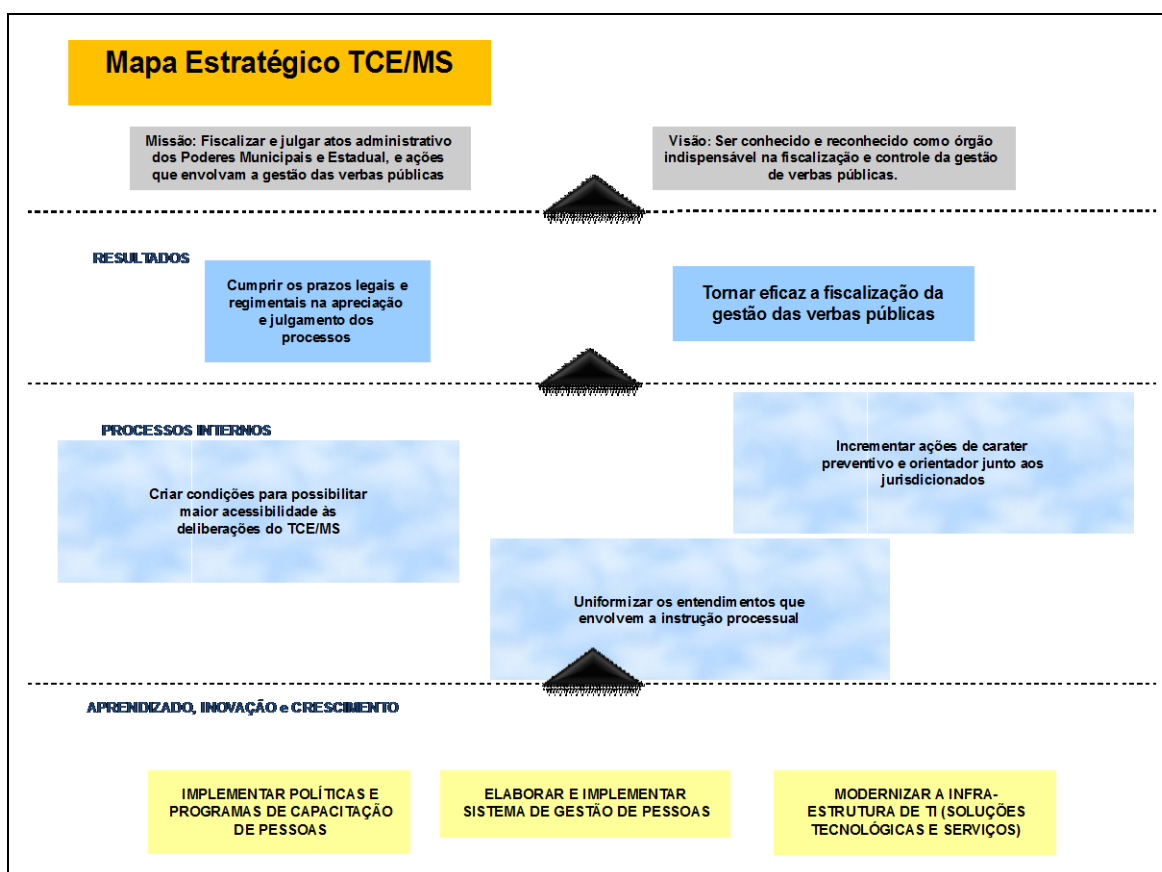 Mapa Estratégico TCE/MS
Missão: Fiscalizar e julgar atos administrativo
dos Poderes Municipais e Estadual, e ações
que envolvam a gestão das verbas públicas
Visão: Ser conhecido e reconhecido como órgão
indispensável na fiscalização e controle da gestão
de verbas públicas.
RESULTADOS
Cumprir os prazos legais e
regimentais na apreciação
e julgamento dos
processos
Tornar eficaz a fiscalização da
gestão das verbas públicas
PROCESSOS INTERNOS
Incrementar ações de carater
preventivo e orientador junto aos
jurisdicionados
Criar condições para possibilitar
maior acessibilidade às
deliberações do TCE/MS
Uniformizar os entendimentos que
envolvem a instrução processual
APRENDIZADO, INOVAÇÃO e CRESCIMENTO
IMPLEMENTAR POLÍTICAS E
PROGRAMAS DE CAPACITAÇÃO
DE PESSOAS
ELABORAR E IMPLEMENTAR
SISTEMA DE GESTÃO DE PESSOAS
MODERNIZAR A INFRA-
ESTRUTURA DE TI (SOLUÇÕES
TECNOLÓGICAS E SERVIÇOS)